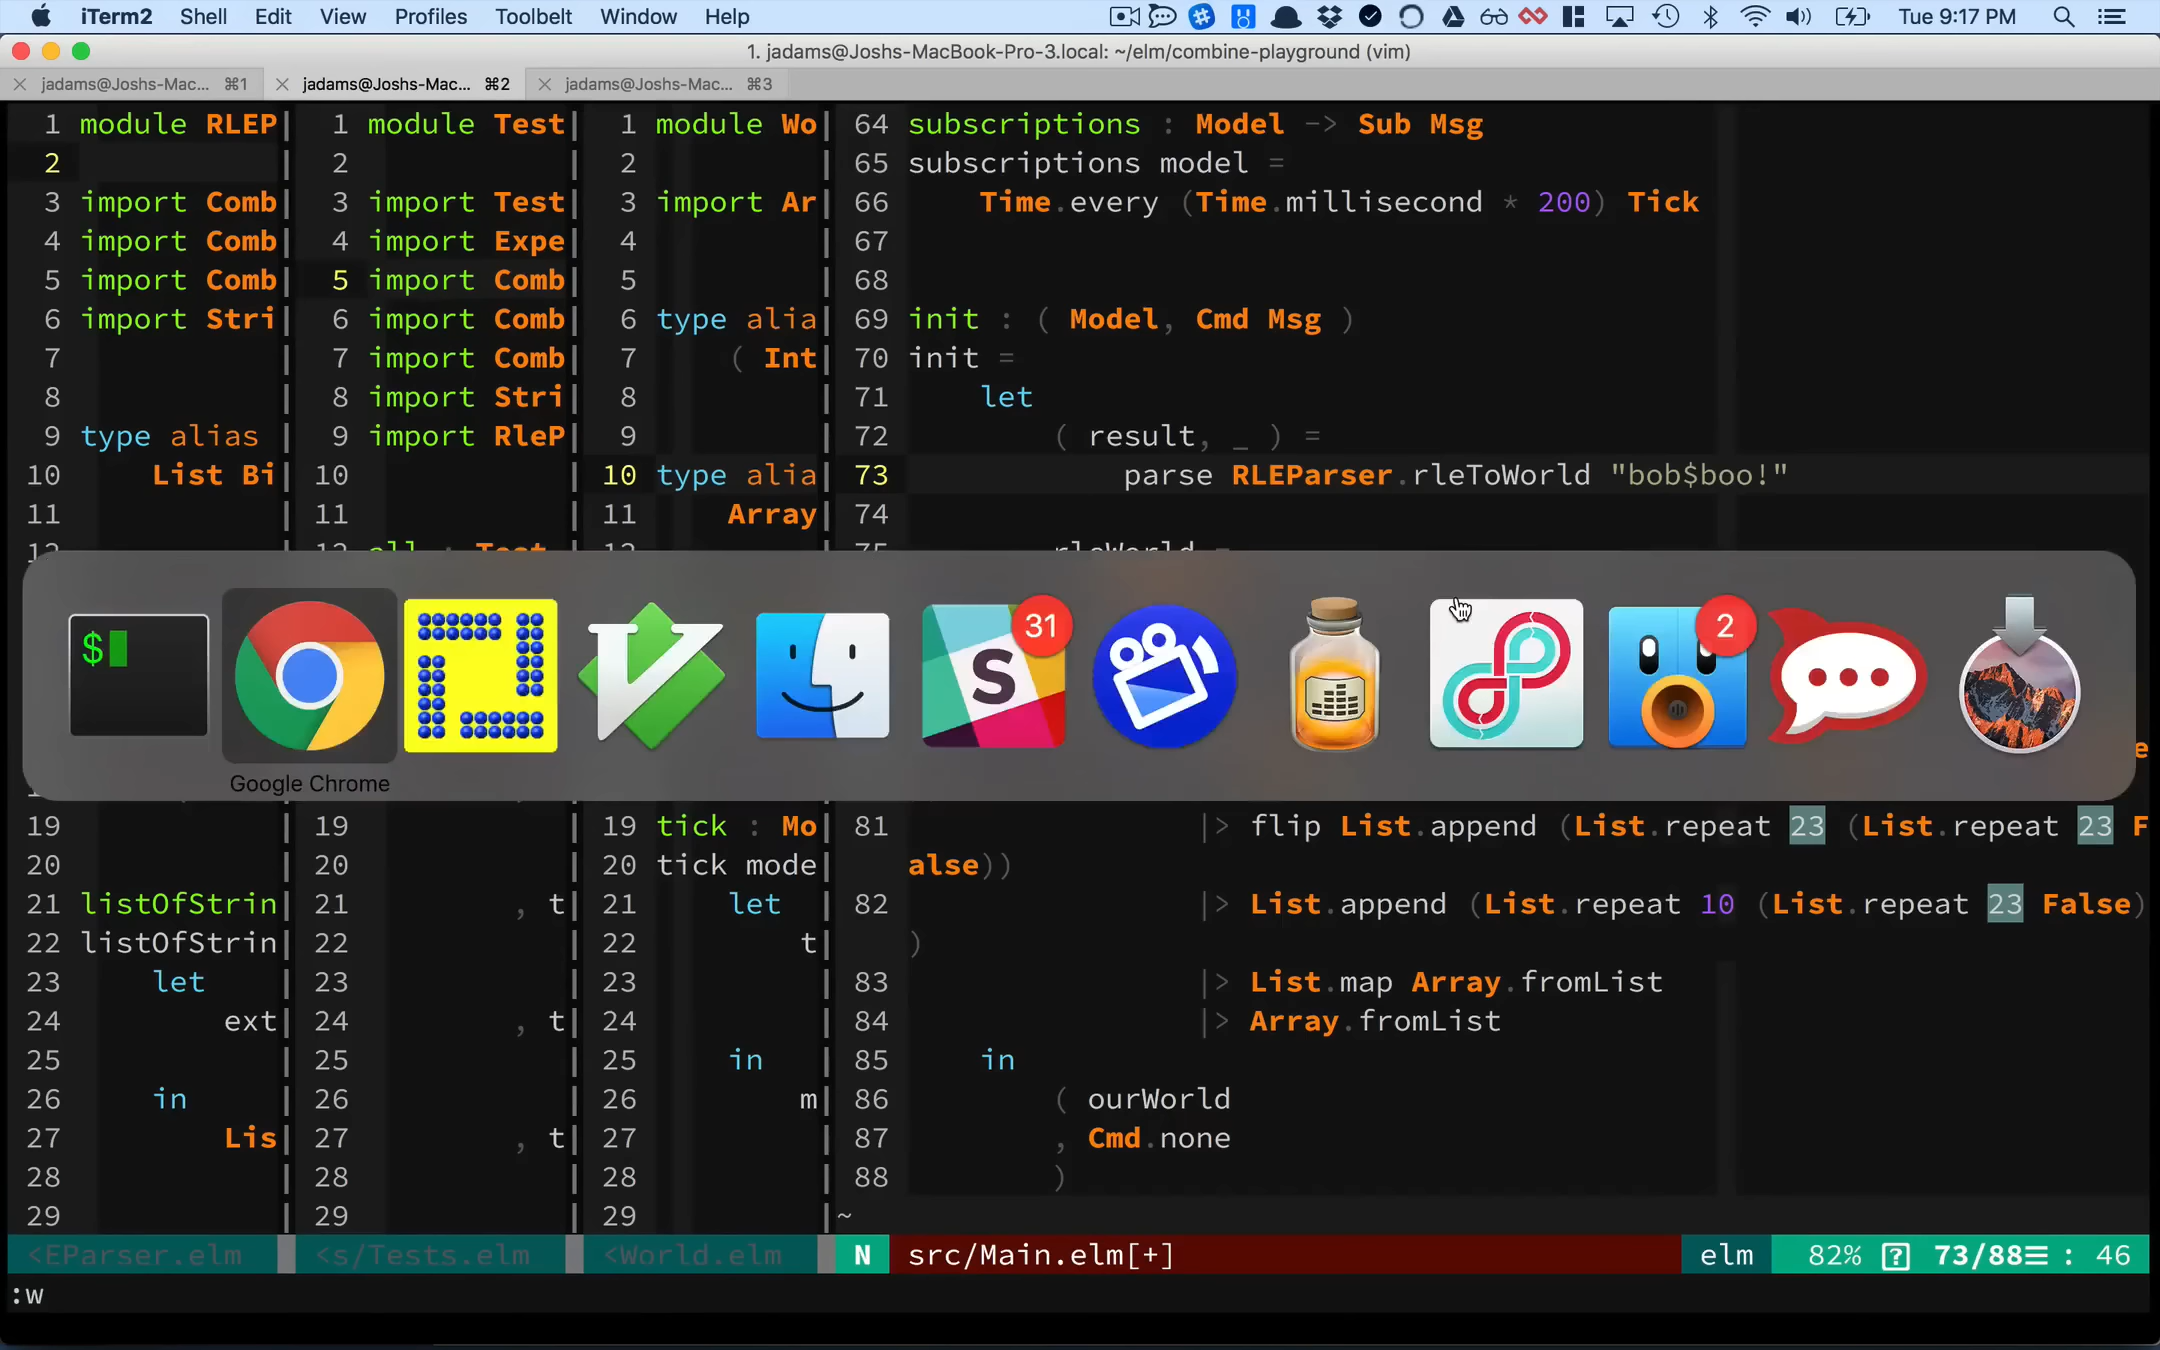 iTerm2 Shell Edit View Profiles Toolbelt Window Help Tue 9:17 PM
1. jadams@Joshs-MacBook-Pro-3.local: ~/elm/combine-playground (vim)
jadams@Joshs-Mac... ⌘1 jadams@Joshs-Mac... ⌘2 jadams@Joshs-Mac... ⌘3
1 module RLEP
2
3 import Comb
4 import Comb
5 import Comb
6 import Stri
7
8
9 type alias
10 List Bi
11
19
20
21 listOfStrin
22 listOfStrin
23 let
24 ext
25
26 in
27 Lis
28
29
<EParser.elm
1 module Test
2
3 import Test
4 import Expe
5 import Comb
6 import Comb
7 import Comb
8 import Stri
9 import RleP
10
11
19
20
21 , t
22
23
24 , t
25
26
27 , t
28
29
<s/Tests.elm
1 module Wo
2
3 import Ar
4
5
6 type alia
7 ( Int
8
9
10 type alia
11 Array
19 tick : Mo
20 tick mode
21 let
22 t
23
24
25 in
26 m
27
28
29
<World.elm
64 subscriptions : Model -> Sub Msg
65 subscriptions model =
66 Time.every (Time.millisecond * 200) Tick
67
68
69 init : ( Model, Cmd Msg )
70 init =
71 let
72 ( result, _ ) =
73 parse RLEParser.rleToWorld "bob$boo!"
74
75 rleWorld =
$
31
S
2
Google Chrome
e
81 |> flip List.append (List.repeat 23 (List.repeat 23 F
alse))
82 |> List.append (List.repeat 10 (List.repeat 23 False)
)
83 |> List.map Array.fromList
84 |> Array.fromList
85 in
86 ( ourWorld
87 , Cmd.none
88 )
~
N src/Main.elm[+] elm 82% 73/88 : 46
:w